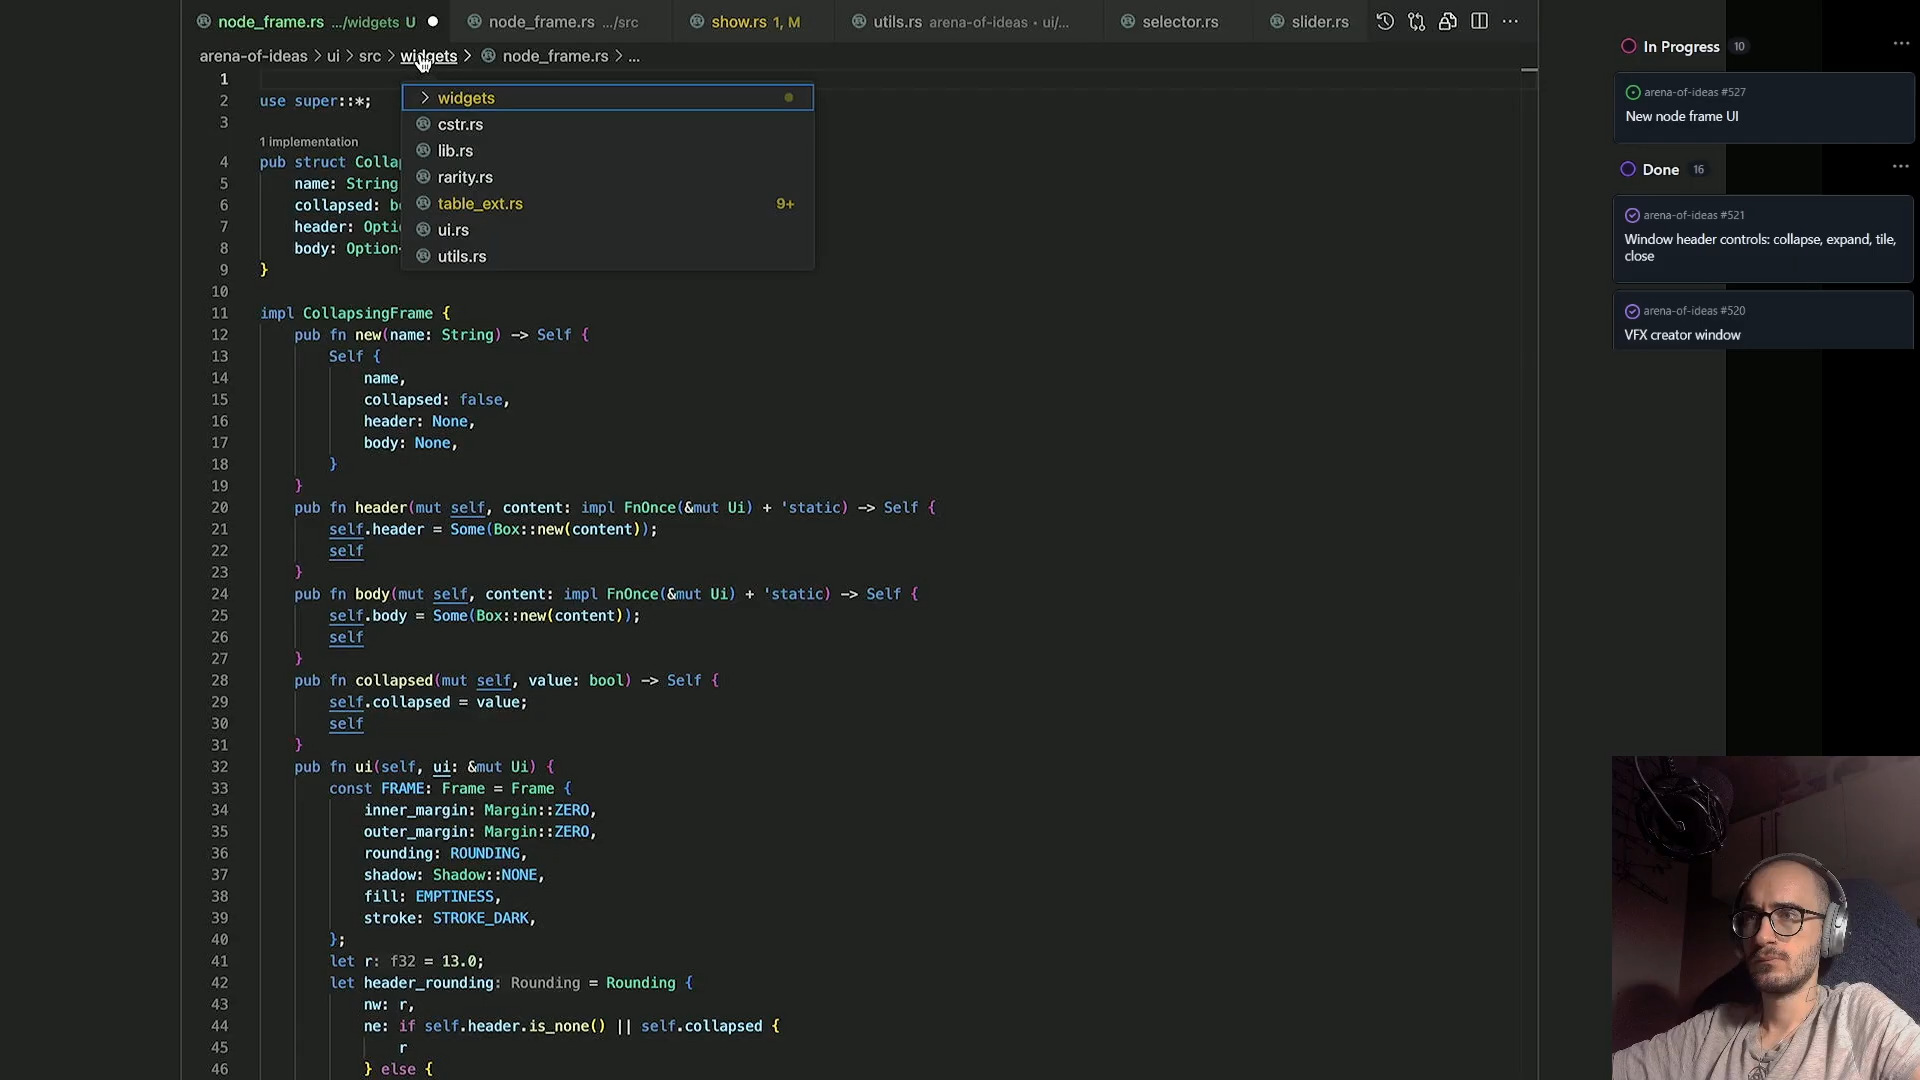 node_frame.rs .../widgets U
node_frame.rs .../src
show.rs 1, M
utils.rs arena-of-ideas • ui/...
selector.rs
slider.rs
arena-of-ideas > ui > src > widgets > node_frame.rs > ...
widgets
cstr.rs
lib.rs
rarity.rs
table_ext.rs 9+
ui.rs
utils.rs
1
2 use super::*;
3
1 implementation
4 pub struct Colla
5 name: String
6 collapsed: b
7 header: Opti
8 body: Option
9 }
10
11 impl CollapsingFrame {
12 pub fn new(name: String) -> Self {
13 Self {
14 name,
15 collapsed: false,
16 header: None,
17 body: None,
18 }
19 }
20 pub fn header(mut self, content: impl FnOnce(&mut Ui) + 'static) -> Self {
21 self.header = Some(Box::new(content));
22 self
23 }
24 pub fn body(mut self, content: impl FnOnce(&mut Ui) + 'static) -> Self {
25 self.body = Some(Box::new(content));
26 self
27 }
28 pub fn collapsed(mut self, value: bool) -> Self {
29 self.collapsed = value;
30 self
31 }
32 pub fn ui(self, ui: &mut Ui) {
33 const FRAME: Frame = Frame {
34 inner_margin: Margin::ZERO,
35 outer_margin: Margin::ZERO,
36 rounding: ROUNDING,
37 shadow: Shadow::NONE,
38 fill: EMPTINESS,
39 stroke: STROKE_DARK,
40 };
41 let r: f32 = 13.0;
42 let header_rounding: Rounding = Rounding {
43 nw: r,
44 ne: if self.header.is_none() || self.collapsed {
45 r
46 } else {
In Progress 10
arena-of-ideas #527
New node frame UI
Done 16
arena-of-ideas #521
Window header controls: collapse, expand, tile,
close
arena-of-ideas #520
VFX creator window